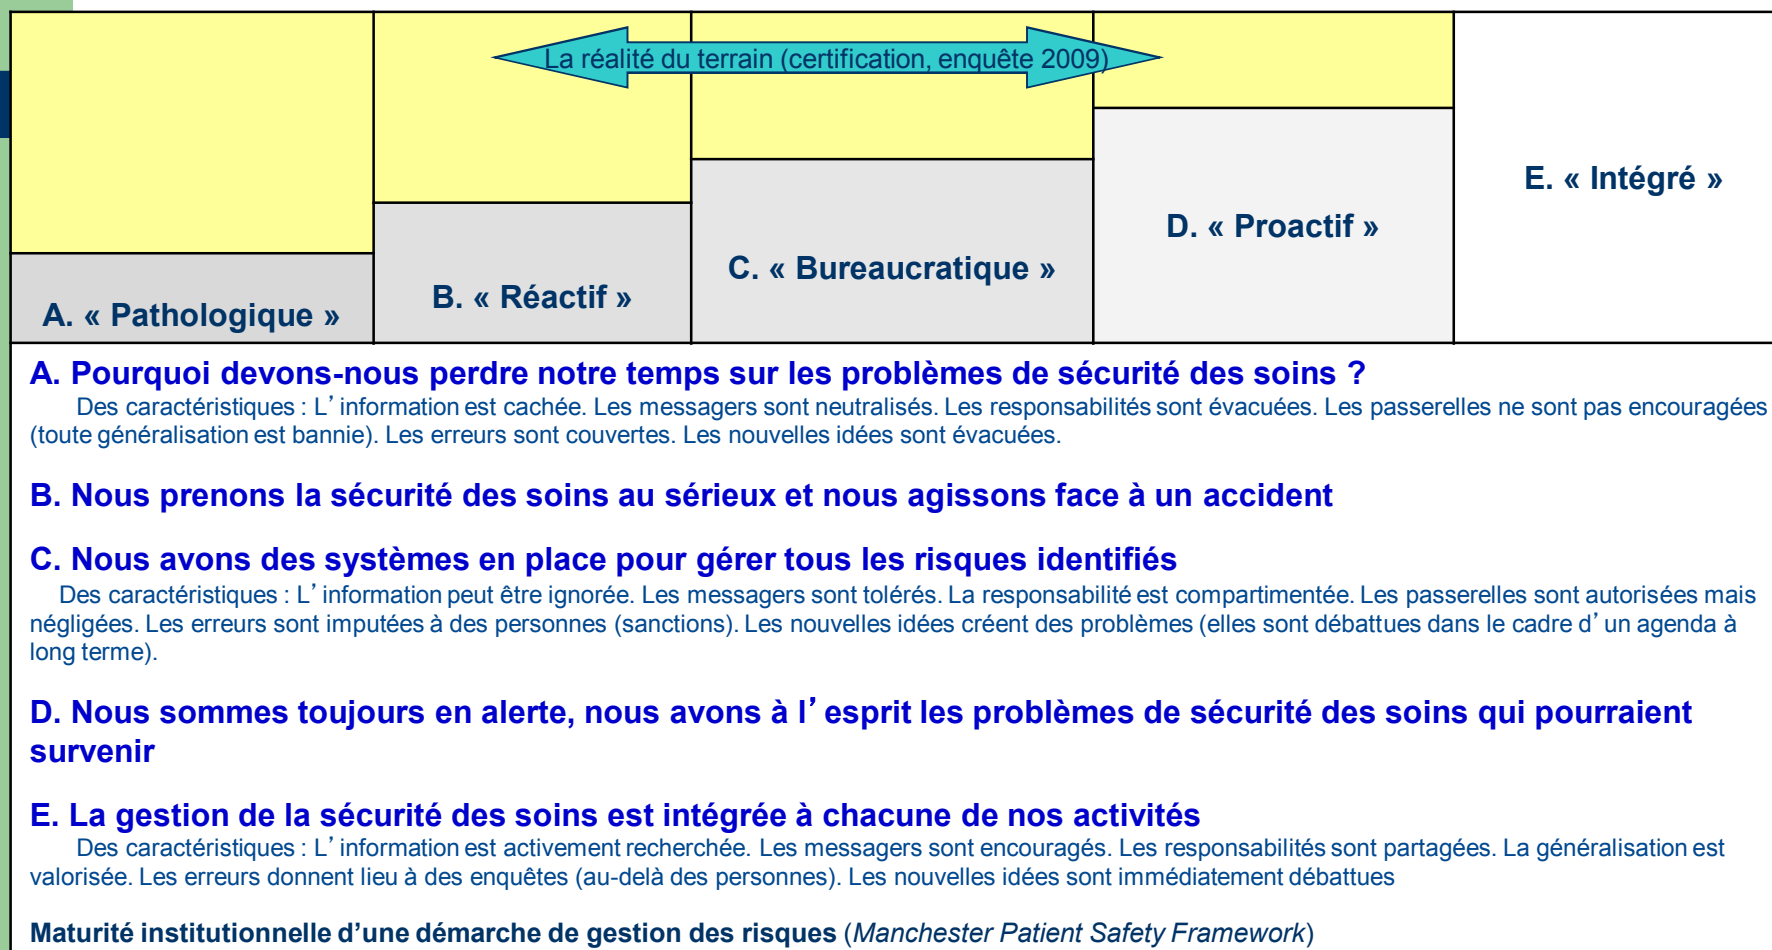 La réalité du terrain (certification, enquête 2009)
A. « Pathologique »
B. « Réactif »
C. « Bureaucratique »
D. « Proactif »
E. « Intégré »
A. Pourquoi devons-nous perdre notre temps sur les problèmes de sécurité des soins ?
Des caractéristiques : L’ information est cachée. Les messagers sont neutralisés. Les responsabilités sont évacuées. Les passerelles ne sont pas encouragées
(toute généralisation est bannie). Les erreurs sont couvertes. Les nouvelles idées sont évacuées.
B. Nous prenons la sécurité des soins au sérieux et nous agissons face à un accident
C. Nous avons des systèmes en place pour gérer tous les risques identifiés
Des caractéristiques : L’ information peut être ignorée. Les messagers sont tolérés. La responsabilité est compartimentée. Les passerelles sont autorisées mais
négligées. Les erreurs sont imputées à des personnes (sanctions). Les nouvelles idées créent des problèmes (elles sont débattues dans le cadre d’ un agenda à
long terme).
D. Nous sommes toujours en alerte, nous avons à l’ esprit les problèmes de sécurité des soins qui pourraient
survenir
E. La gestion de la sécurité des soins est intégrée à chacune de nos activités
Des caractéristiques : L’ information est activement recherchée. Les messagers sont encouragés. Les responsabilités sont partagées. La généralisation est
valorisée. Les erreurs donnent lieu à des enquêtes (au-delà des personnes). Les nouvelles idées sont immédiatement débattues
Maturité institutionnelle d’une démarche de gestion des risques (Manchester Patient Safety Framework)